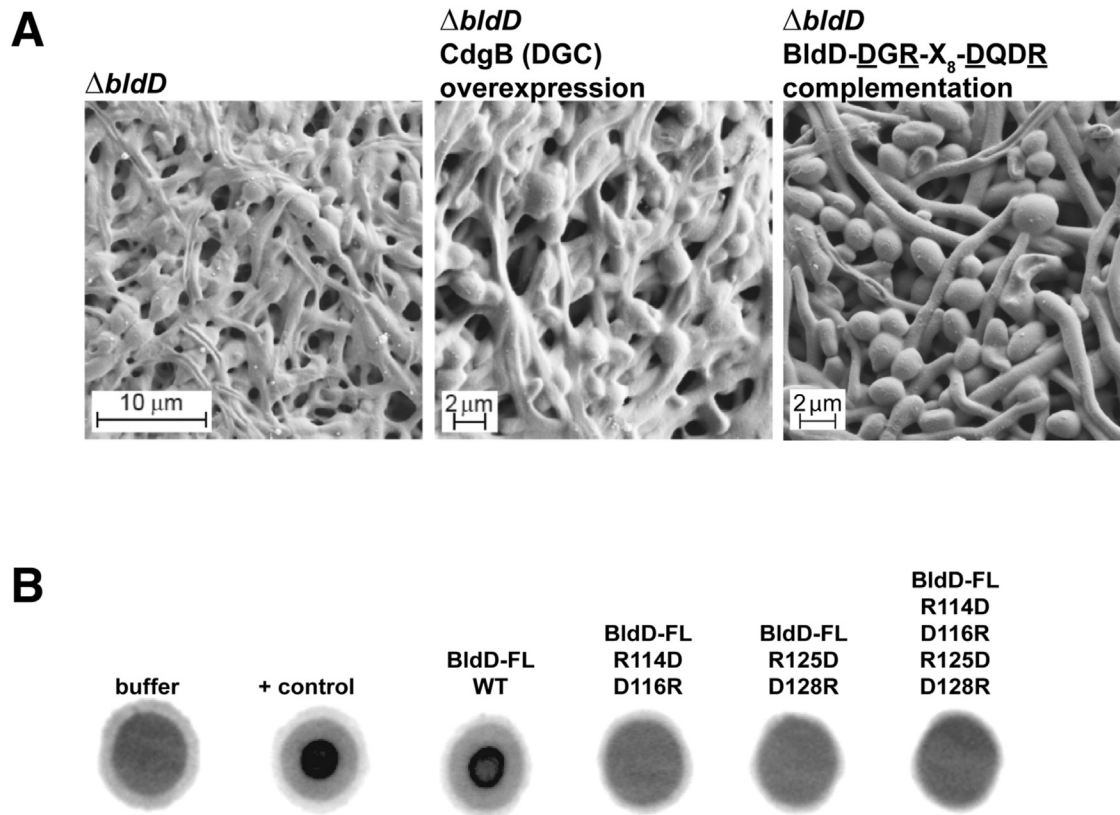 A
ΔbldD
ΔbldD
CdgB (DGC)
overexpression
ΔbldD
BldD-DGR-X₈-DQDR
complementation
10 µm
2 µm
2 µm
B
buffer
+ control
BldD-FL
WT
BldD-FL
R114D
D116R
BldD-FL
R125D
D128R
BldD-FL
R114D
D116R
R125D
D128R